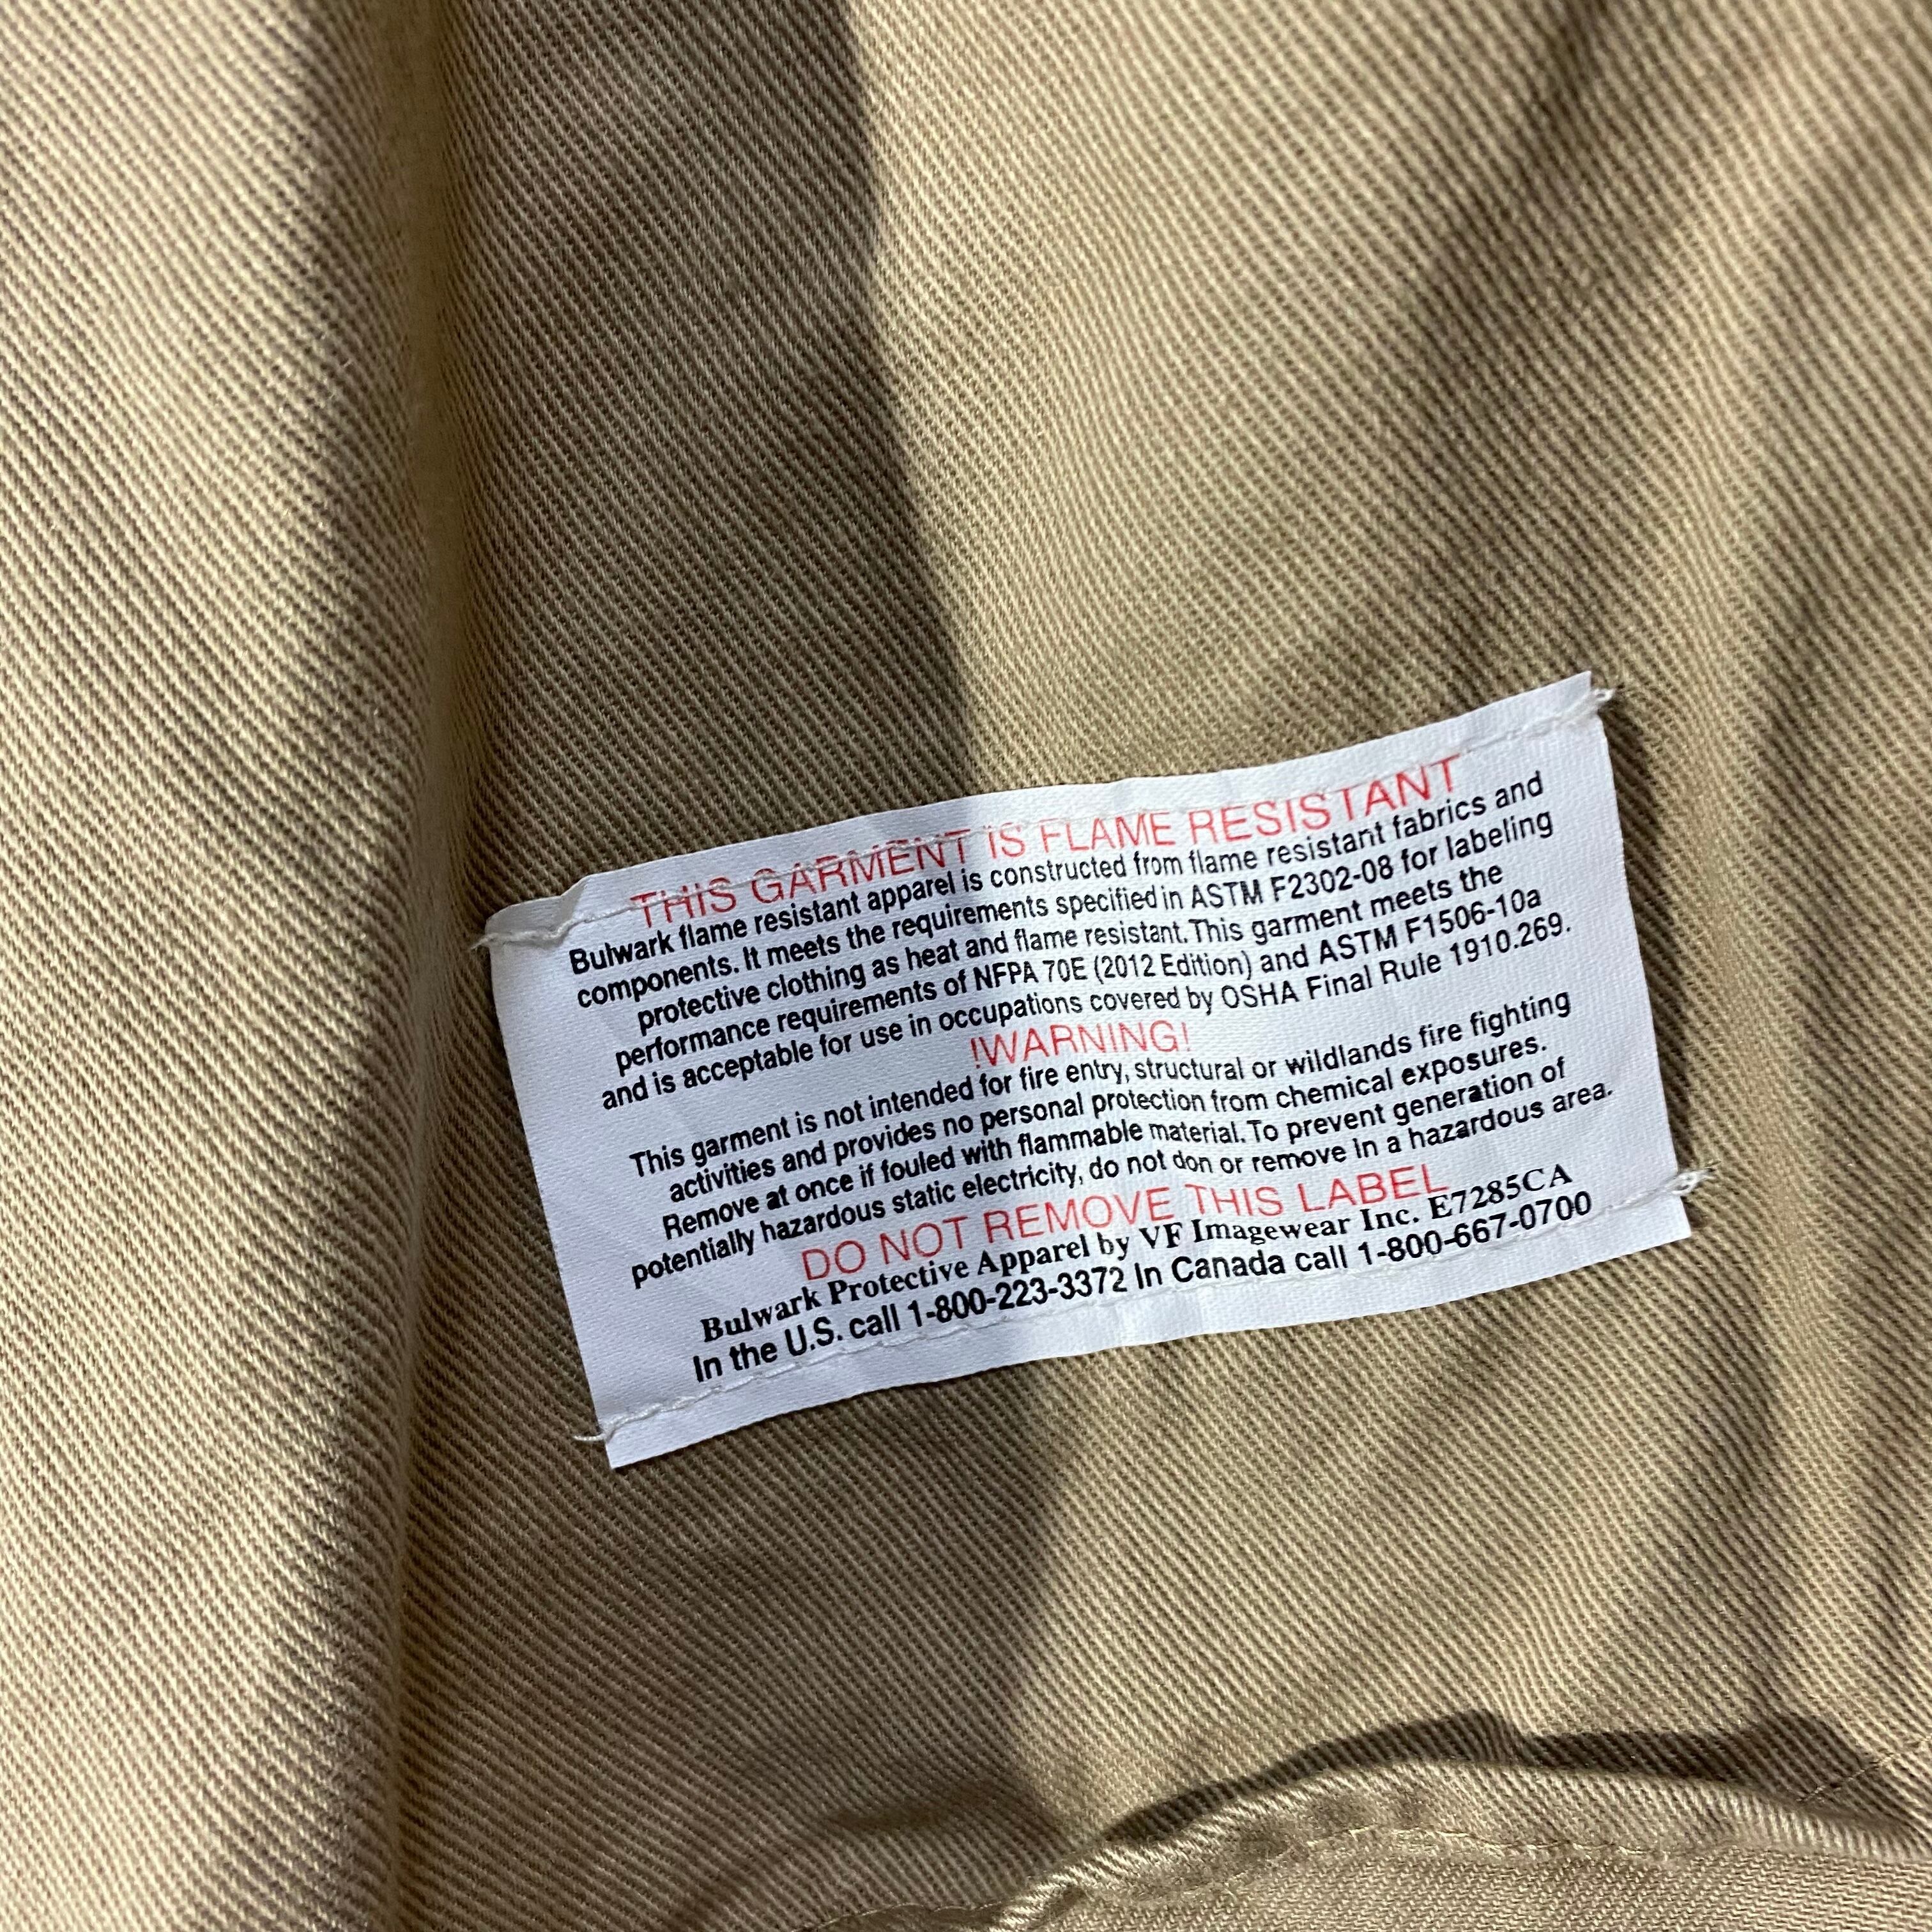 THIS GARMENT IS FLAME RESISTANT
Bulwark flame resistant apparel is constructed from flame resistant fabrics and
components. It meets the requirements specified in ASTM F2302-08 for labeling
protective clothing as heat and flame resistant. This garment meets the
performance requirements of NFPA 70E (2012 Edition) and ASTM F1506-10a
and is acceptable for use in occupations covered by OSHA Final Rule 1910.269.
!WARNING!
This garment is not intended for fire entry, structural or wildlands fire fighting
activities and provides no personal protection from chemical exposures.
Remove at once if fouled with flammable material. To prevent generation of
potentially hazardous static electricity, do not don or remove in a hazardous area.
DO NOT REMOVE THIS LABEL
Bulwark Protective Apparel by VF Imagewear Inc. E7285CA
In the U.S. call 1-800-223-3372 In Canada call 1-800-667-0700